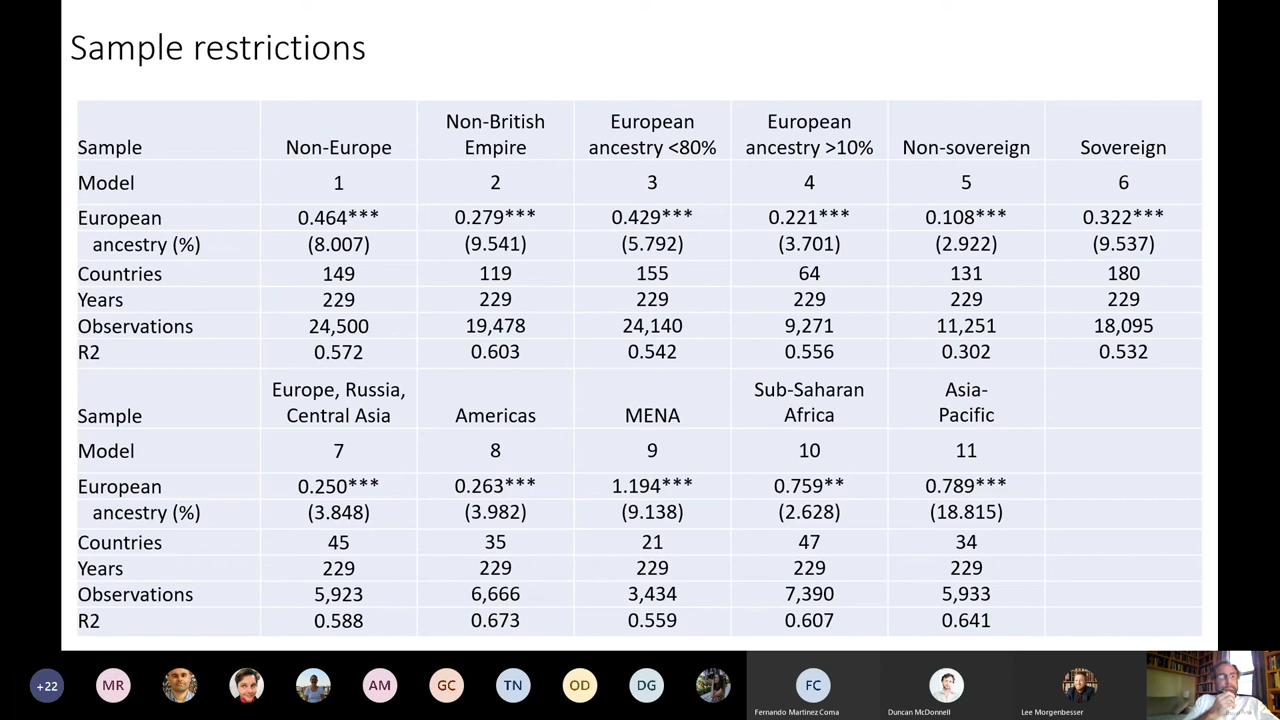 Sample restrictions
Sample Non-Europe Non-British Empire European ancestry <80% European ancestry >10% Non-sovereign Sovereign
Model 1 2 3 4 5 6
European 0.464*** 0.279*** 0.429*** 0.221*** 0.108*** 0.322***
ancestry (%) (8.007) (9.541) (5.792) (3.701) (2.922) (9.537)
Countries 149 119 155 64 131 180
Years 229 229 229 229 229 229
Observations 24,500 19,478 24,140 9,271 11,251 18,095
R2 0.572 0.603 0.542 0.556 0.302 0.532
Sample Europe, Russia, Central Asia Americas MENA Sub-Saharan Africa Asia-Pacific
Model 7 8 9 10 11
European 0.250*** 0.263*** 1.194*** 0.759** 0.789***
ancestry (%) (3.848) (3.982) (9.138) (2.628) (18.815)
Countries 45 35 21 47 34
Years 229 229 229 229 229
Observations 5,923 6,666 3,434 7,390 5,933
R2 0.588 0.673 0.559 0.607 0.641
+22 MR AM GC TN OD DG FC
Fernando Martinez Coma Duncan McDonnell Lee Morgenbesser